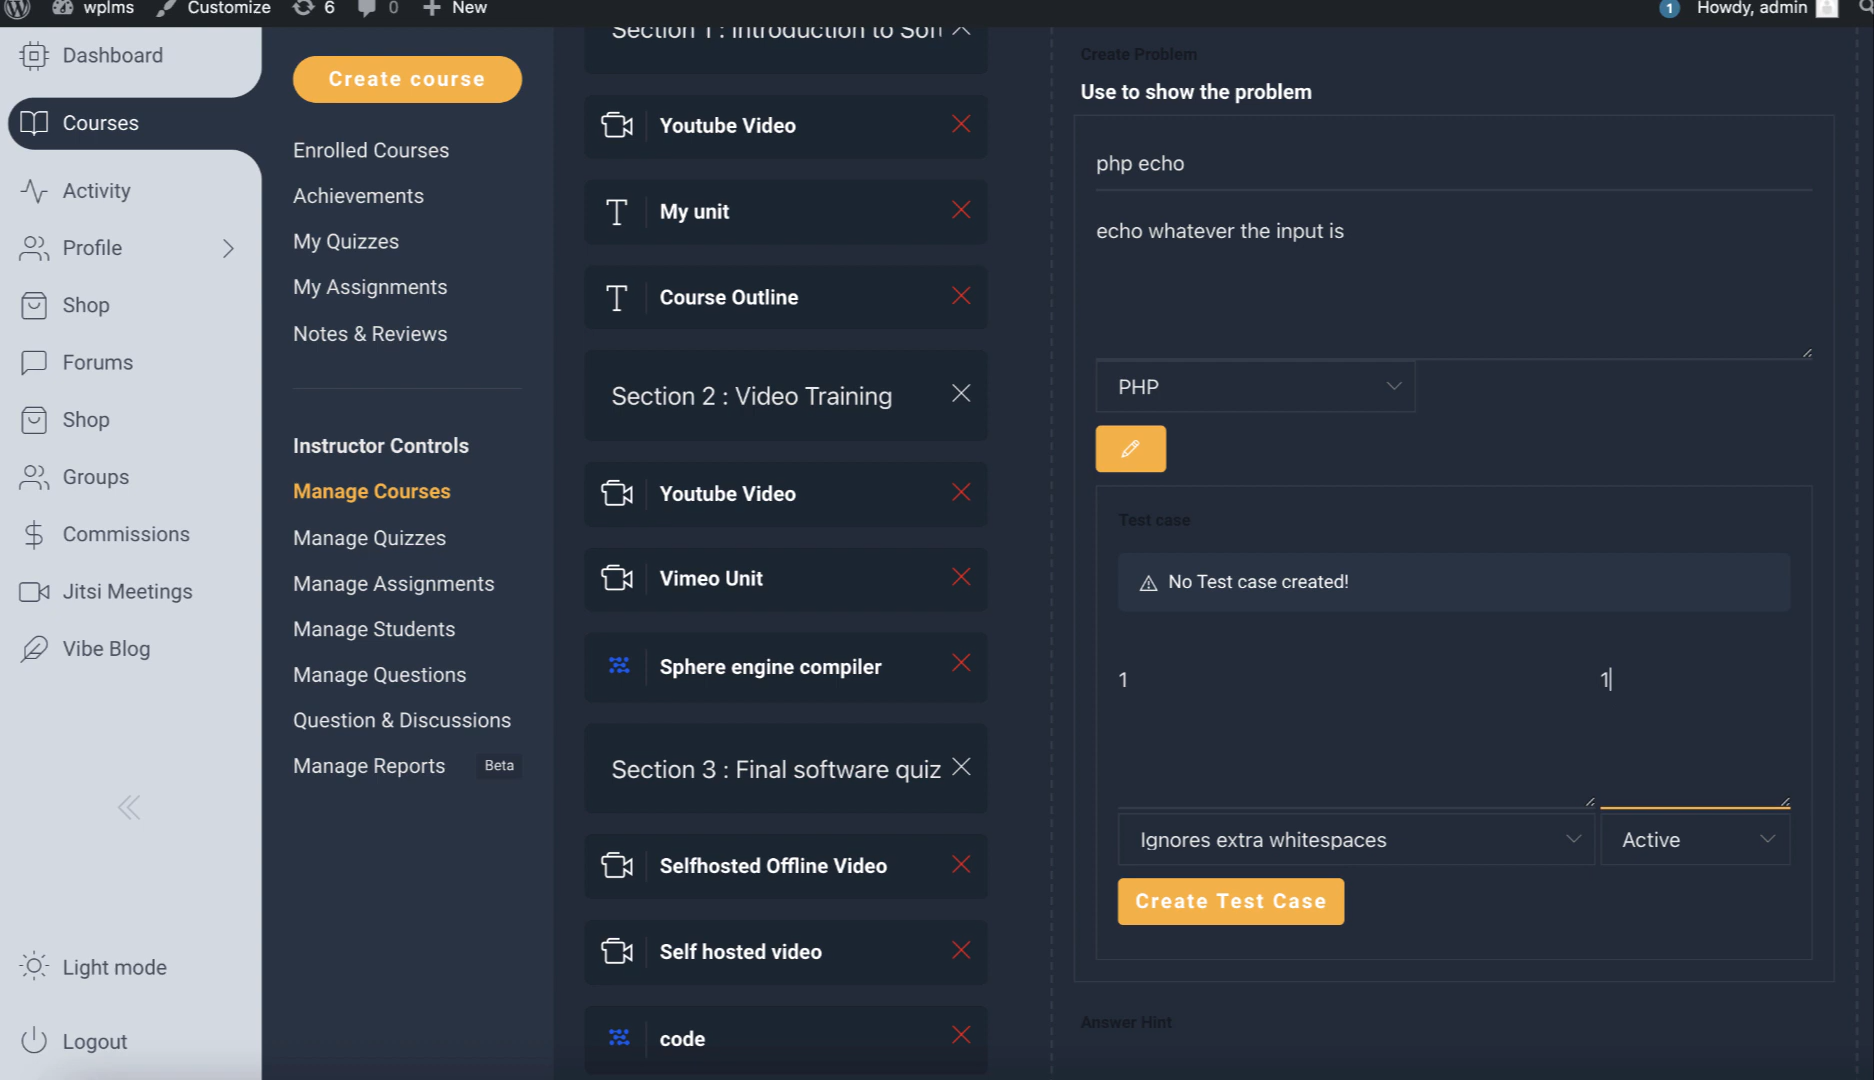 wplms
Customize
6
0
New
1
Howdy, admin
Dashboard
Courses
Activity
Profile
Shop
Forums
Shop
Groups
Commissions
Jitsi Meetings
Vibe Blog
Light mode
Logout
Create course
Enrolled Courses
Achievements
My Quizzes
My Assignments
Notes & Reviews
Instructor Controls
Manage Courses
Manage Quizzes
Manage Assignments
Manage Students
Manage Questions
Question & Discussions
Manage Reports Beta
Section 1 : Introduction to Soft
Youtube Video
My unit
Course Outline
Section 2 : Video Training
Youtube Video
Vimeo Unit
Sphere engine compiler
Section 3 : Final software quiz
Selfhosted Offline Video
Self hosted video
code
Create Problem
Use to show the problem
php echo
echo whatever the input is
PHP
Test case
No Test case created!
1 1
Ignores extra whitespaces Active
Create Test Case
Answer Hint